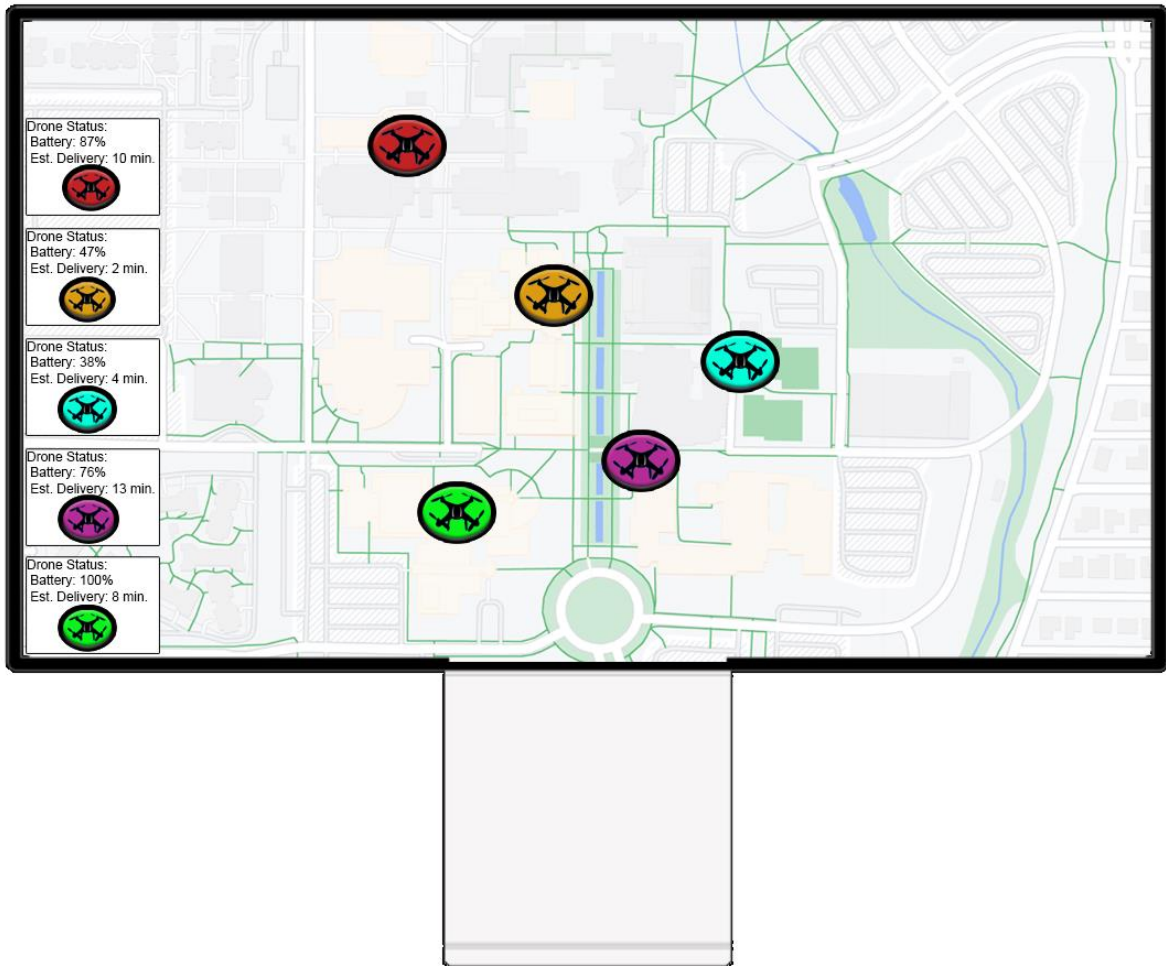 Drone Status:
Battery: 87%
Est. Delivery: 10 min.
Drone Status:
Battery: 47%
Est. Delivery: 2 min.
Drone Status:
Battery: 38%
Est. Delivery: 4 min.
Drone Status:
Battery: 76%
Est. Delivery: 13 min.
Drone Status:
Battery: 100%
Est. Delivery: 8 min.